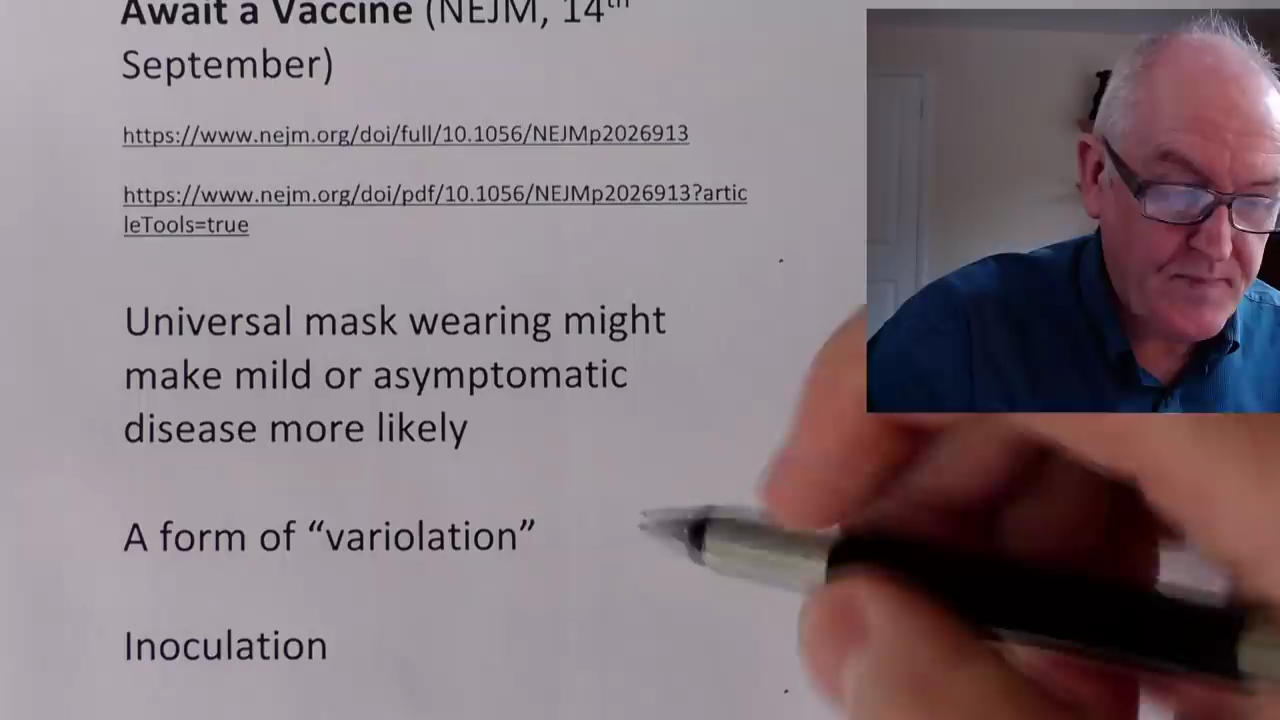 Await a Vaccine (NEJM, 14th
September)
https://www.nejm.org/doi/full/10.1056/NEJMp2026913
https://www.nejm.org/doi/pdf/10.1056/NEJMp2026913?artic
leTools=true
Universal mask wearing might
make mild or asymptomatic
disease more likely
A form of “variolation”
Inoculation